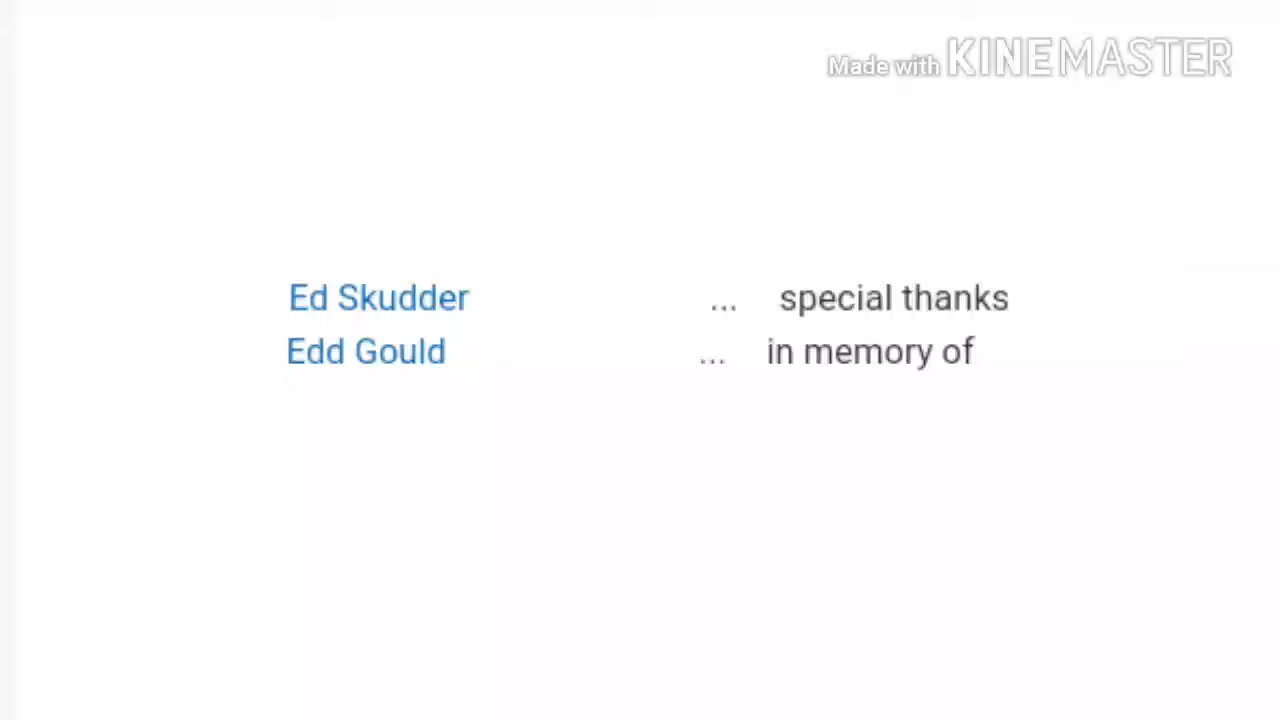 Made with KINEMASTER
Ed Skudder ... special thanks
Edd Gould ... in memory of